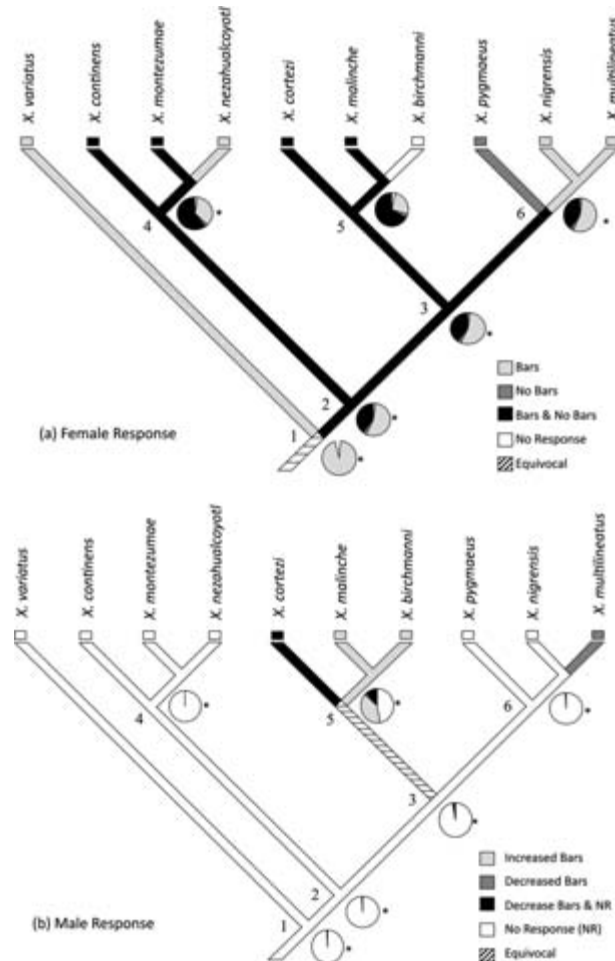 X. variatus
X. continens
X. montezumae
X. nezahualcoyotl
X. cortezi
X. malinche
X. birchmanni
X. pygmaeus
X. nigrensis
X. multilineatus
4
5
6
3
2
1
*
*
*
*
*
*
Bars
No Bars
Bars & No Bars
No Response
Equivocal
(a) Female Response
X. variatus
X. continens
X. montezumae
X. nezahualcoyotl
X. cortezi
X. malinche
X. birchmanni
X. pygmaeus
X. nigrensis
X. multilineatus
4
5
6
3
2
1
*
*
*
*
*
*
Increased Bars
Decreased Bars
Decrease Bars & NR
No Response (NR)
Equivocal
(b) Male Response